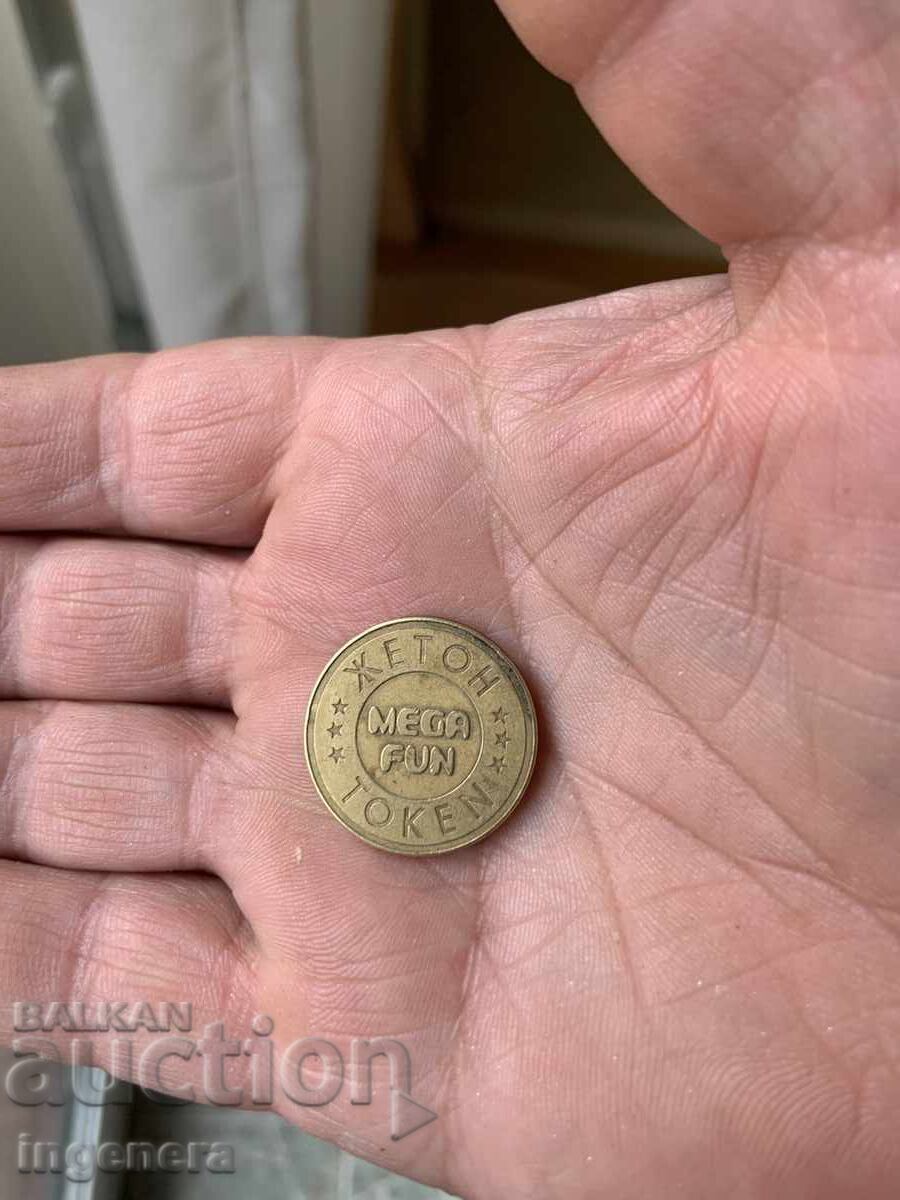 ЖЕТОН
MEGA
FUN
TOKEN
BALKAN
auction
ingenera